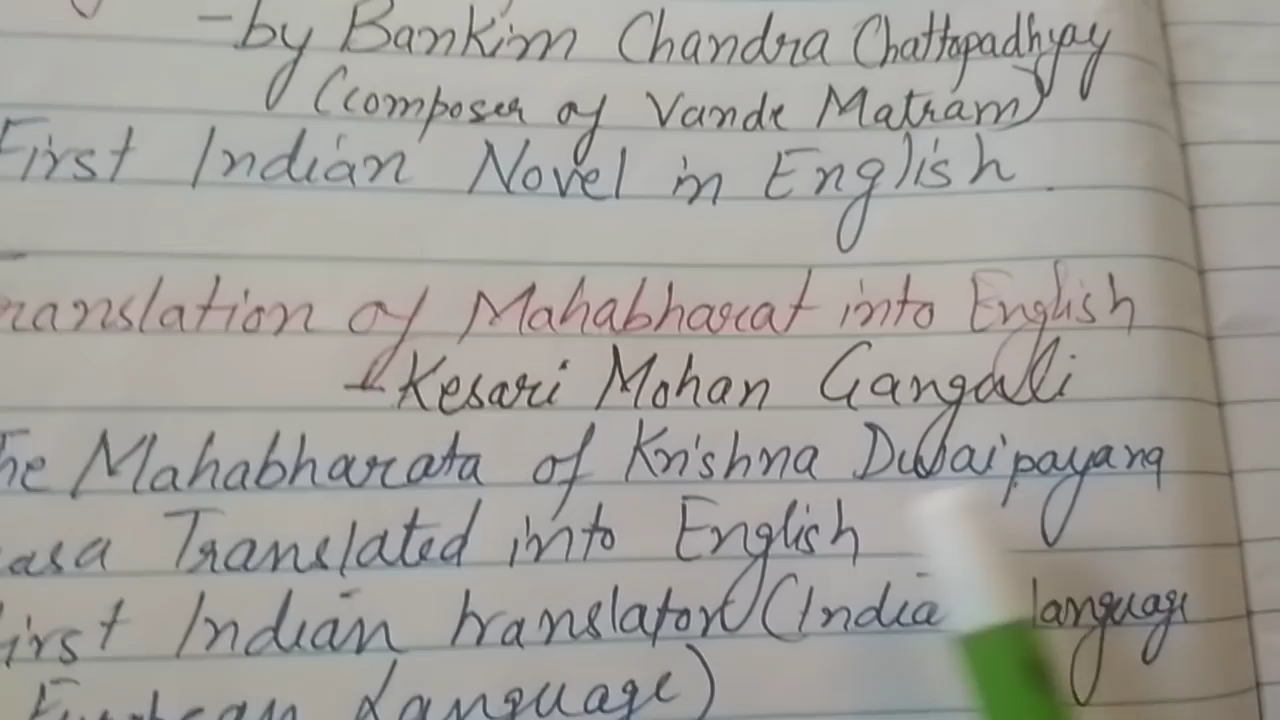 -by Bankim Chandra Chattopadhyay
(composer of Vande Matram)
First Indian Novel in English
ranslation of Mahabharat into English
- Kesari Mohan Gangali
he Mahabharata of Krishna Dwaipayana
asa Translated into English
irst Indian translator (India language
Language)